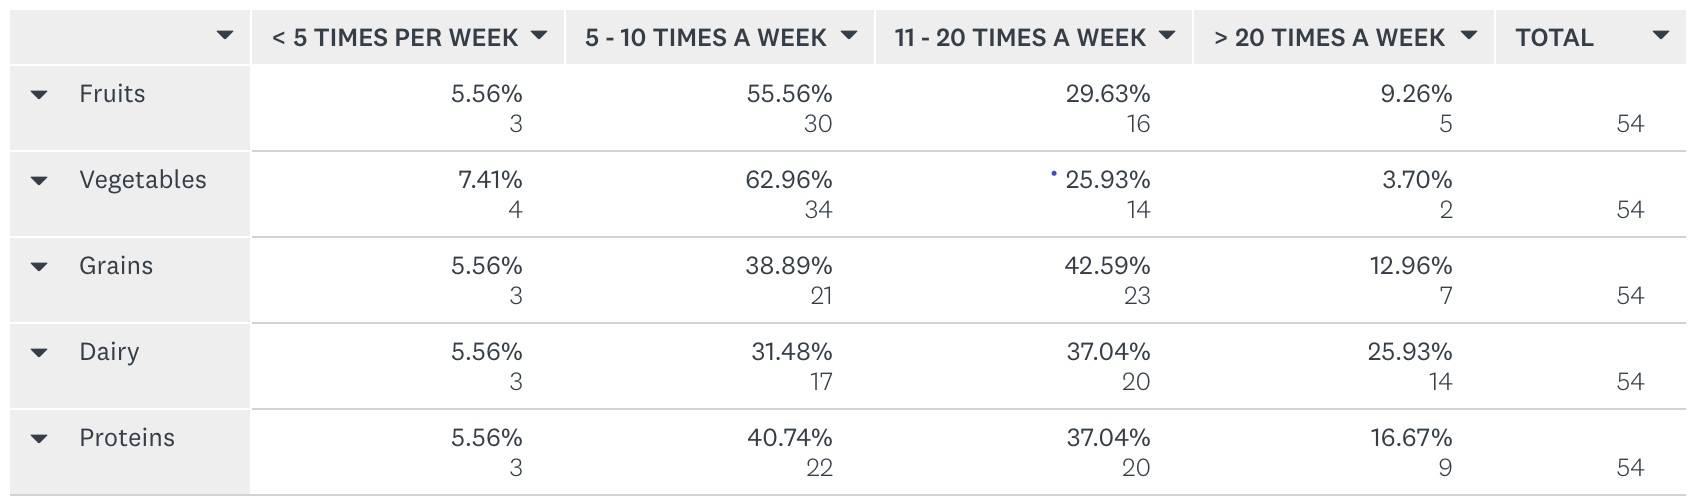 < 5 TIMES PER WEEK 5 - 10 TIMES A WEEK 11 - 20 TIMES A WEEK > 20 TIMES A WEEK TOTAL
Fruits 5.56% 55.56% 29.63% 9.26%
3 30 16 5 54
Vegetables 7.41% 62.96% 25.93% 3.70%
4 34 14 2 54
Grains 5.56% 38.89% 42.59% 12.96%
3 21 23 7 54
Dairy 5.56% 31.48% 37.04% 25.93%
3 17 20 14 54
Proteins 5.56% 40.74% 37.04% 16.67%
3 22 20 9 54